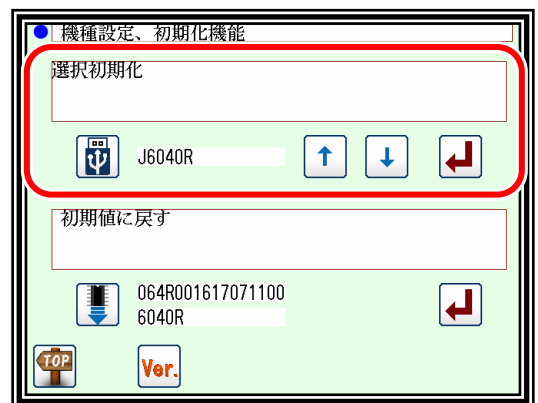 機種設定、初期化機能
選択初期化
J6040R
初期値に戻す
064R001617071100
6040R
TOP
Ver.